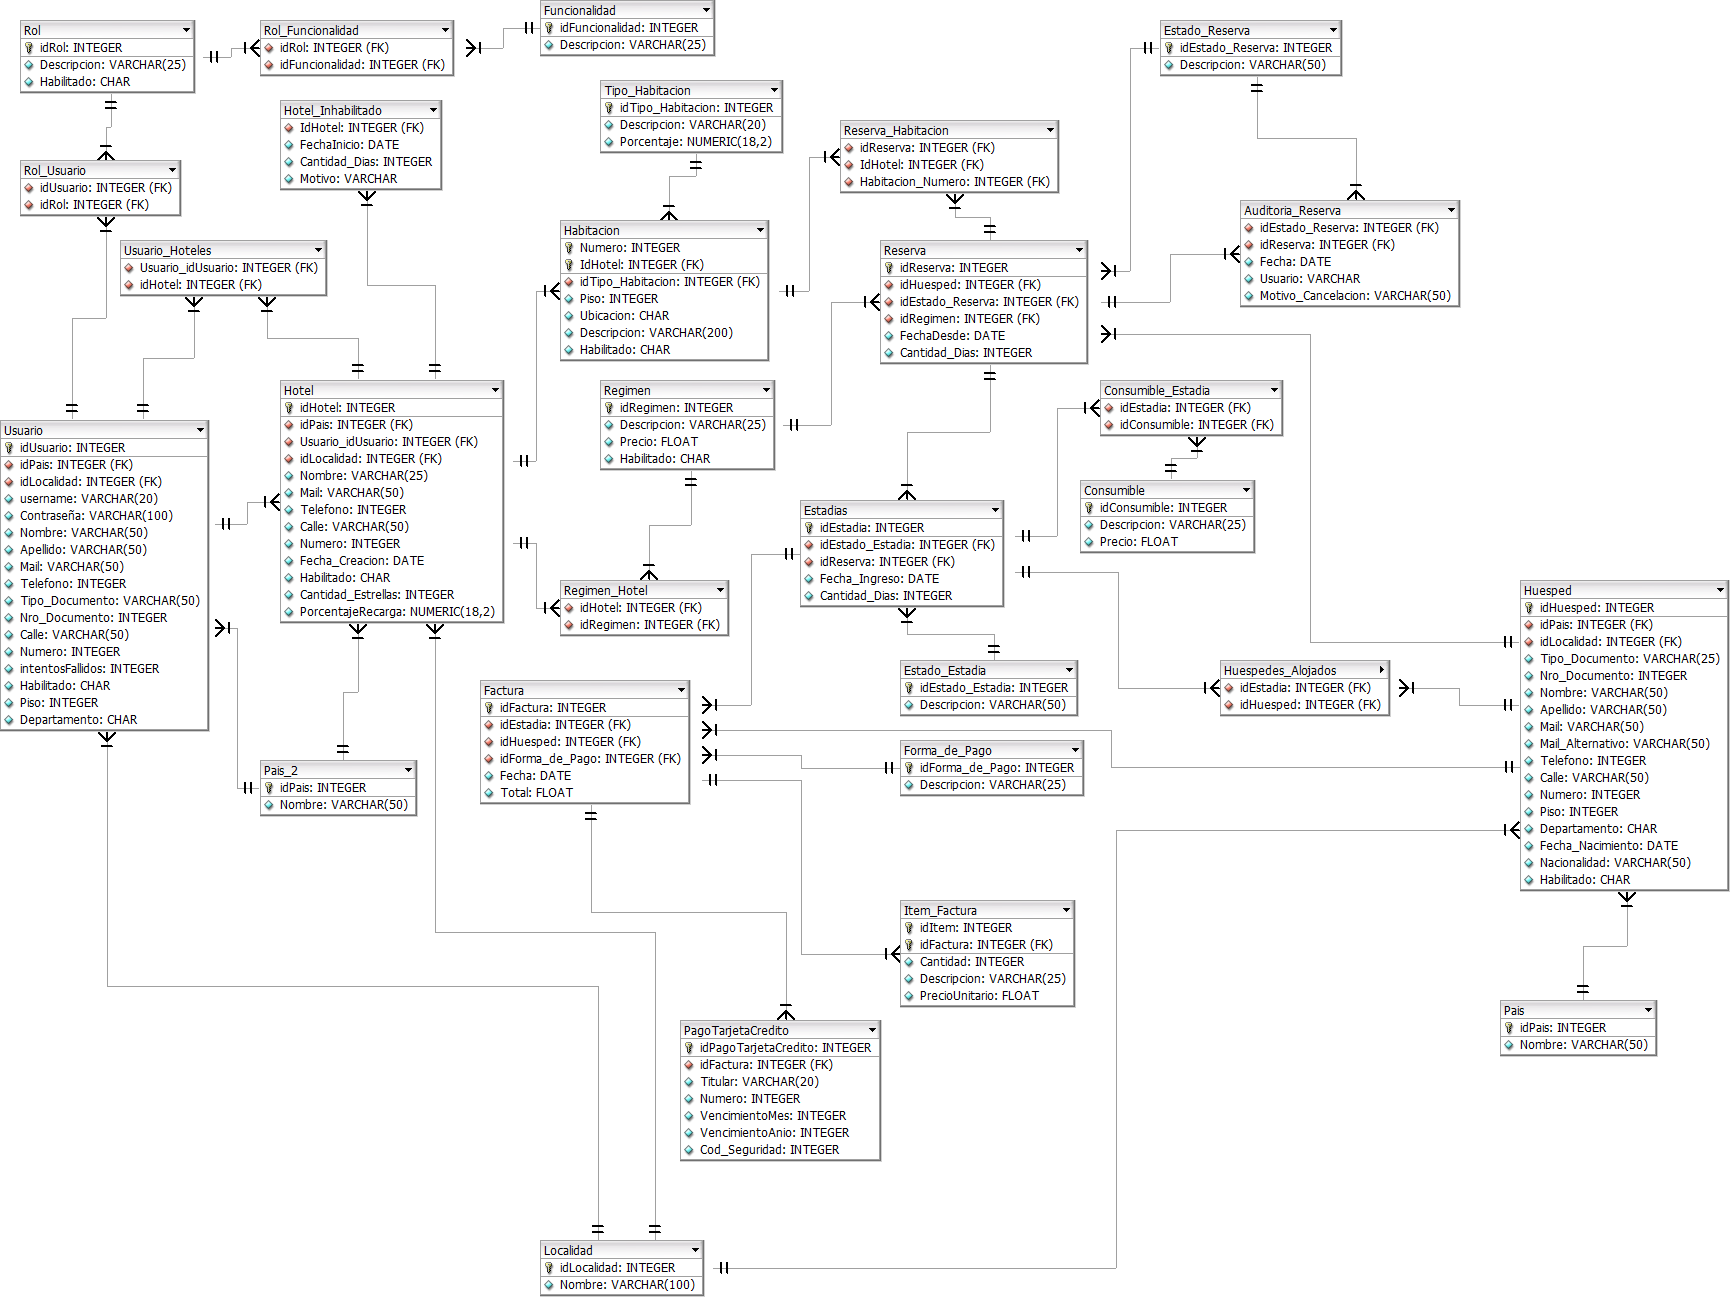 Rol
idRol: INTEGER
Descripcion: VARCHAR(25)
Habilitado: CHAR
Rol_Funcionalidad
idRol: INTEGER (FK)
idFuncionalidad: INTEGER (FK)
Funcionalidad
idFuncionalidad: INTEGER
Descripcion: VARCHAR(25)
Estado_Reserva
idEstado_Reserva: INTEGER
Descripcion: VARCHAR(50)
Hotel_Inhabilitado
IdHotel: INTEGER (FK)
FechaInicio: DATE
Cantidad_Dias: INTEGER
Motivo: VARCHAR
Tipo_Habitacion
idTipo_Habitacion: INTEGER
Descripcion: VARCHAR(20)
Porcentaje: NUMERIC(18,2)
Reserva_Habitacion
idReserva: INTEGER (FK)
IdHotel: INTEGER (FK)
Habitacion_Numero: INTEGER (FK)
Rol_Usuario
idUsuario: INTEGER (FK)
idRol: INTEGER (FK)
Usuario_Hoteles
Usuario_idUsuario: INTEGER (FK)
idHotel: INTEGER (FK)
Habitacion
Numero: INTEGER
IdHotel: INTEGER (FK)
idTipo_Habitacion: INTEGER (FK)
Piso: INTEGER
Ubicacion: CHAR
Descripcion: VARCHAR(200)
Habilitado: CHAR
Reserva
idReserva: INTEGER
idHuesped: INTEGER (FK)
idEstado_Reserva: INTEGER (FK)
idRegimen: INTEGER (FK)
FechaDesde: DATE
Cantidad_Dias: INTEGER
Auditoria_Reserva
idEstado_Reserva: INTEGER (FK)
idReserva: INTEGER (FK)
Fecha: DATE
Usuario: VARCHAR
Motivo_Cancelacion: VARCHAR(50)
Usuario
idUsuario: INTEGER
idPais: INTEGER (FK)
idLocalidad: INTEGER (FK)
username: VARCHAR(20)
Contraseña: VARCHAR(100)
Nombre: VARCHAR(50)
Apellido: VARCHAR(50)
Mail: VARCHAR(50)
Telefono: INTEGER
Tipo_Documento: VARCHAR(50)
Nro_Documento: INTEGER
Calle: VARCHAR(50)
Numero: INTEGER
intentosFallidos: INTEGER
Habilitado: CHAR
Piso: INTEGER
Departamento: CHAR
Hotel
idHotel: INTEGER
idPais: INTEGER (FK)
Usuario_idUsuario: INTEGER (FK)
idLocalidad: INTEGER (FK)
Nombre: VARCHAR(25)
Mail: VARCHAR(50)
Telefono: INTEGER
Calle: VARCHAR(50)
Numero: INTEGER
Fecha_Creacion: DATE
Habilitado: CHAR
Cantidad_Estrellas: INTEGER
PorcentajeRecarga: NUMERIC(18,2)
Regimen
idRegimen: INTEGER
Descripcion: VARCHAR(25)
Precio: FLOAT
Habilitado: CHAR
Consumible_Estadia
idEstadia: INTEGER (FK)
idConsumible: INTEGER (FK)
Consumible
idConsumible: INTEGER
Descripcion: VARCHAR(25)
Precio: FLOAT
Estadias
idEstadia: INTEGER
idEstado_Estadia: INTEGER (FK)
idReserva: INTEGER (FK)
Fecha_Ingreso: DATE
Cantidad_Dias: INTEGER
Regimen_Hotel
idHotel: INTEGER (FK)
idRegimen: INTEGER (FK)
Huesped
idHuesped: INTEGER
idPais: INTEGER (FK)
idLocalidad: INTEGER (FK)
Tipo_Documento: VARCHAR(25)
Nro_Documento: INTEGER
Nombre: VARCHAR(50)
Apellido: VARCHAR(50)
Mail: VARCHAR(50)
Mail_Alternativo: VARCHAR(50)
Telefono: INTEGER
Calle: VARCHAR(50)
Numero: INTEGER
Piso: INTEGER
Departamento: CHAR
Fecha_Nacimiento: DATE
Nacionalidad: VARCHAR(50)
Habilitado: CHAR
Estado_Estadia
idEstado_Estadia: INTEGER
Descripcion: VARCHAR(50)
Huespedes_Alojados
idEstadia: INTEGER (FK)
idHuesped: INTEGER (FK)
Factura
idFactura: INTEGER
idEstadia: INTEGER (FK)
idHuesped: INTEGER (FK)
idForma_de_Pago: INTEGER (FK)
Fecha: DATE
Total: FLOAT
Forma_de_Pago
idForma_de_Pago: INTEGER
Descripcion: VARCHAR(25)
Pais_2
idPais: INTEGER
Nombre: VARCHAR(50)
Item_Factura
idItem: INTEGER
idFactura: INTEGER (FK)
Cantidad: INTEGER
Descripcion: VARCHAR(25)
PrecioUnitario: FLOAT
Pais
idPais: INTEGER
Nombre: VARCHAR(50)
PagoTarjetaCredito
idPagoTarjetaCredito: INTEGER
idFactura: INTEGER (FK)
Titular: VARCHAR(20)
Numero: INTEGER
VencimientoMes: INTEGER
VencimientoAnio: INTEGER
Cod_Seguridad: INTEGER
Localidad
idLocalidad: INTEGER
Nombre: VARCHAR(100)